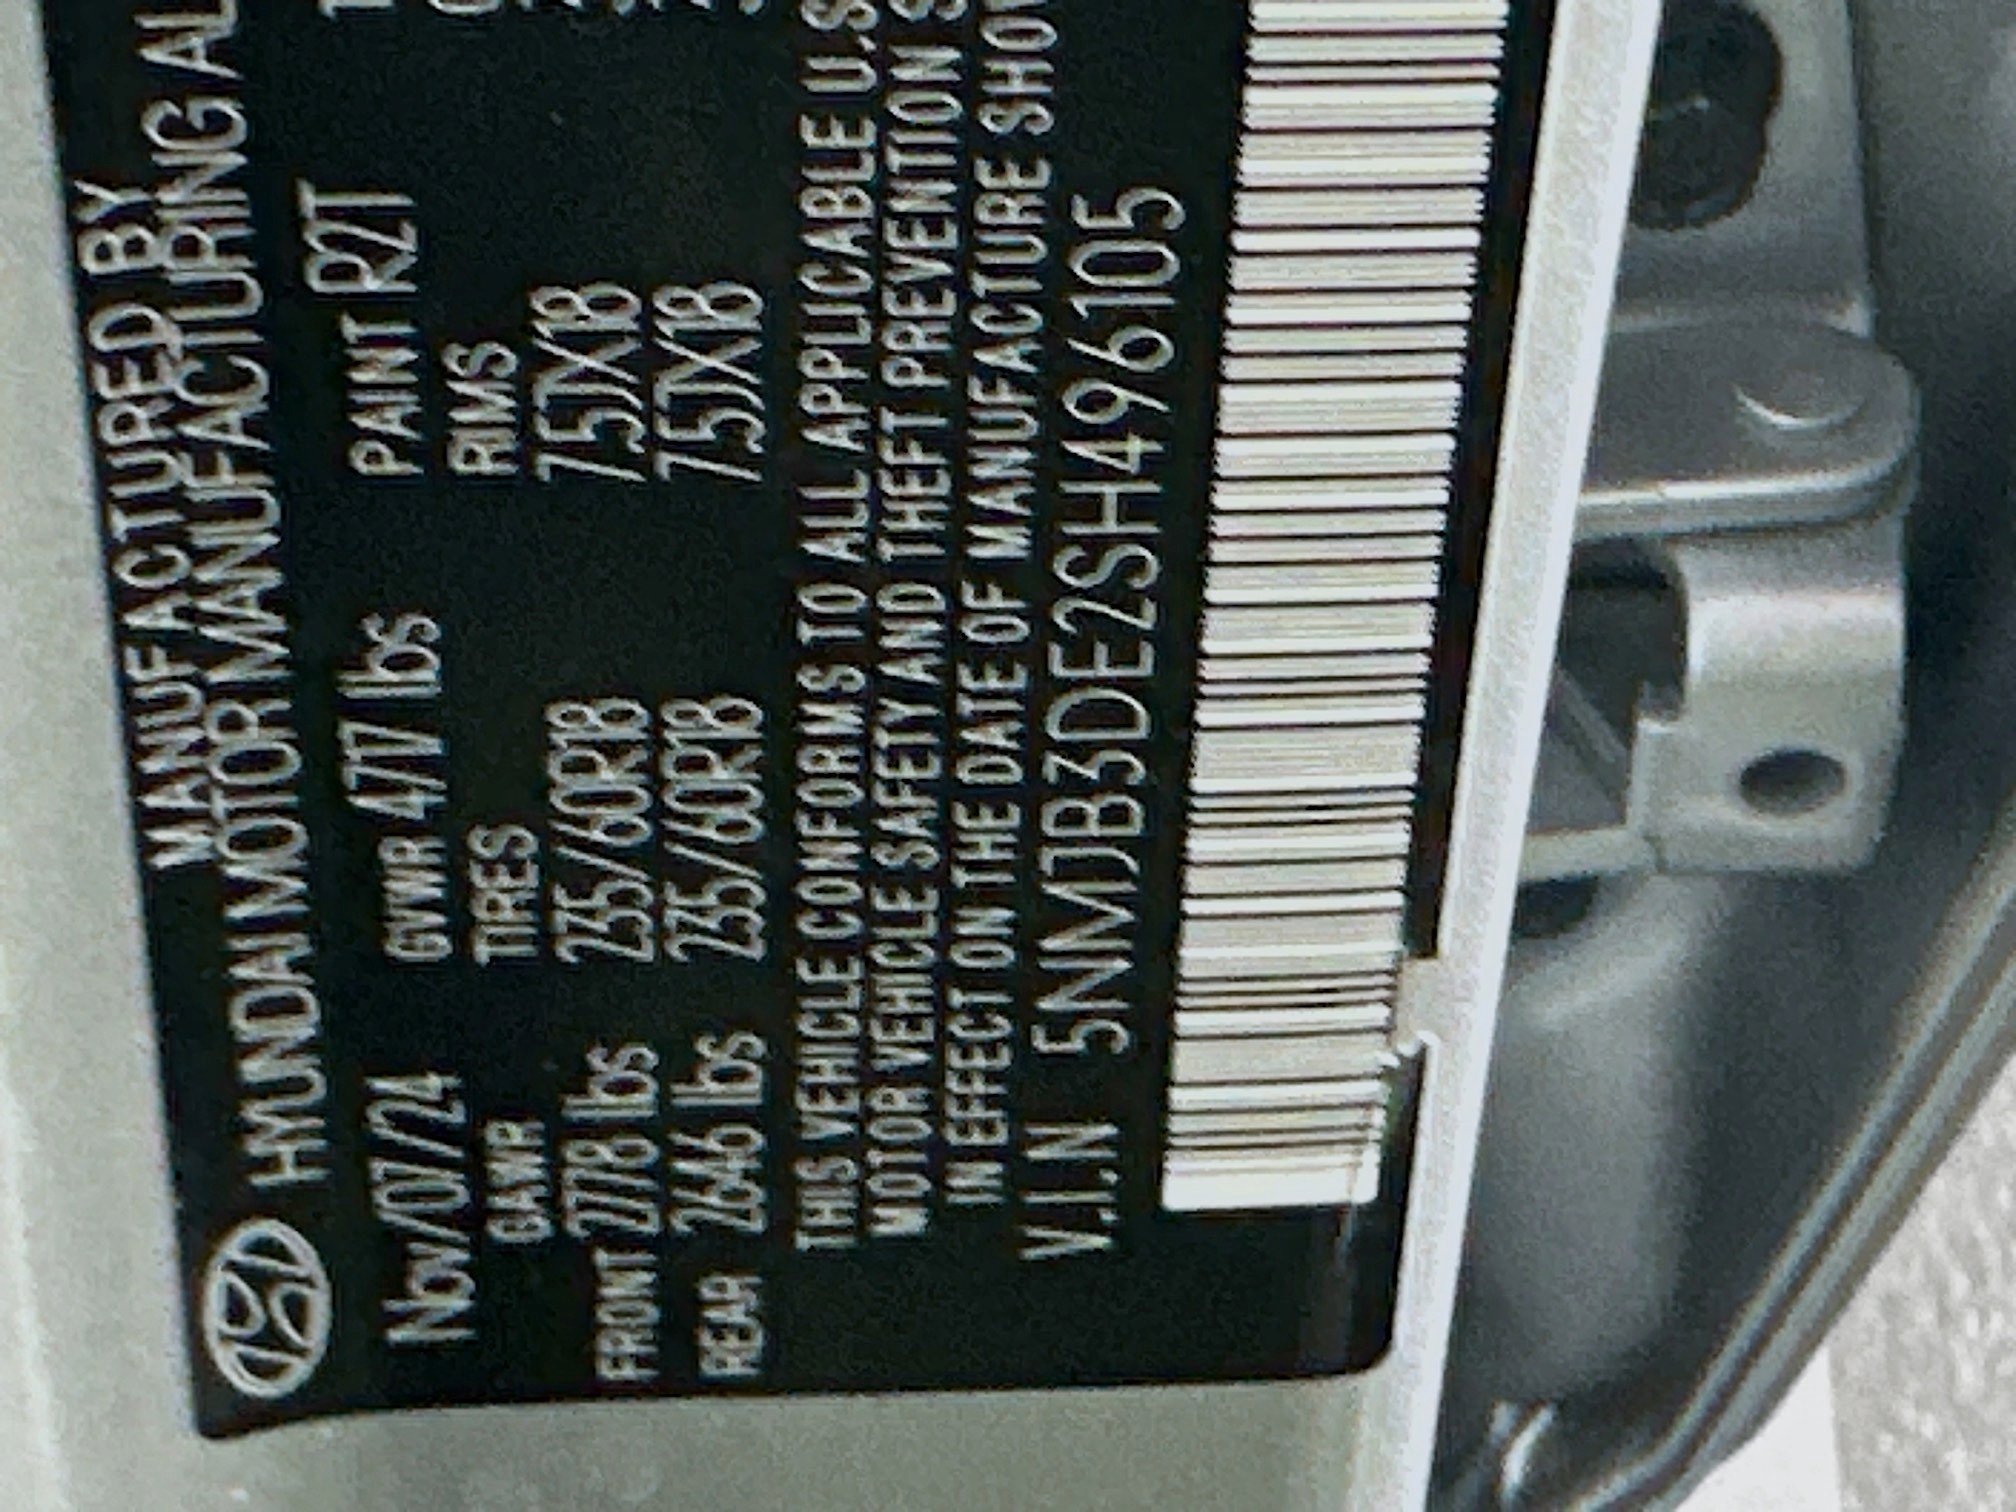 MANUFACTURED BY
HYUNDAI MOTOR MANUFACTURING AL
Nov/07/24 GVWR 4717 lbs PAINT R2T
GAWR TIRES RIMS
FRONT 2778 lbs 235/60R18 7.5JX18
REAR 2646 lbs 235/60R18 7.5JX18
THIS VEHICLE CONFORMS TO ALL APPLICABLE U.S
MOTOR VEHICLE SAFETY AND THEFT PREVENTION S
IN EFFECT ON THE DATE OF MANUFACTURE SHOW
V.I.N 5NMJB3DE2SH496105